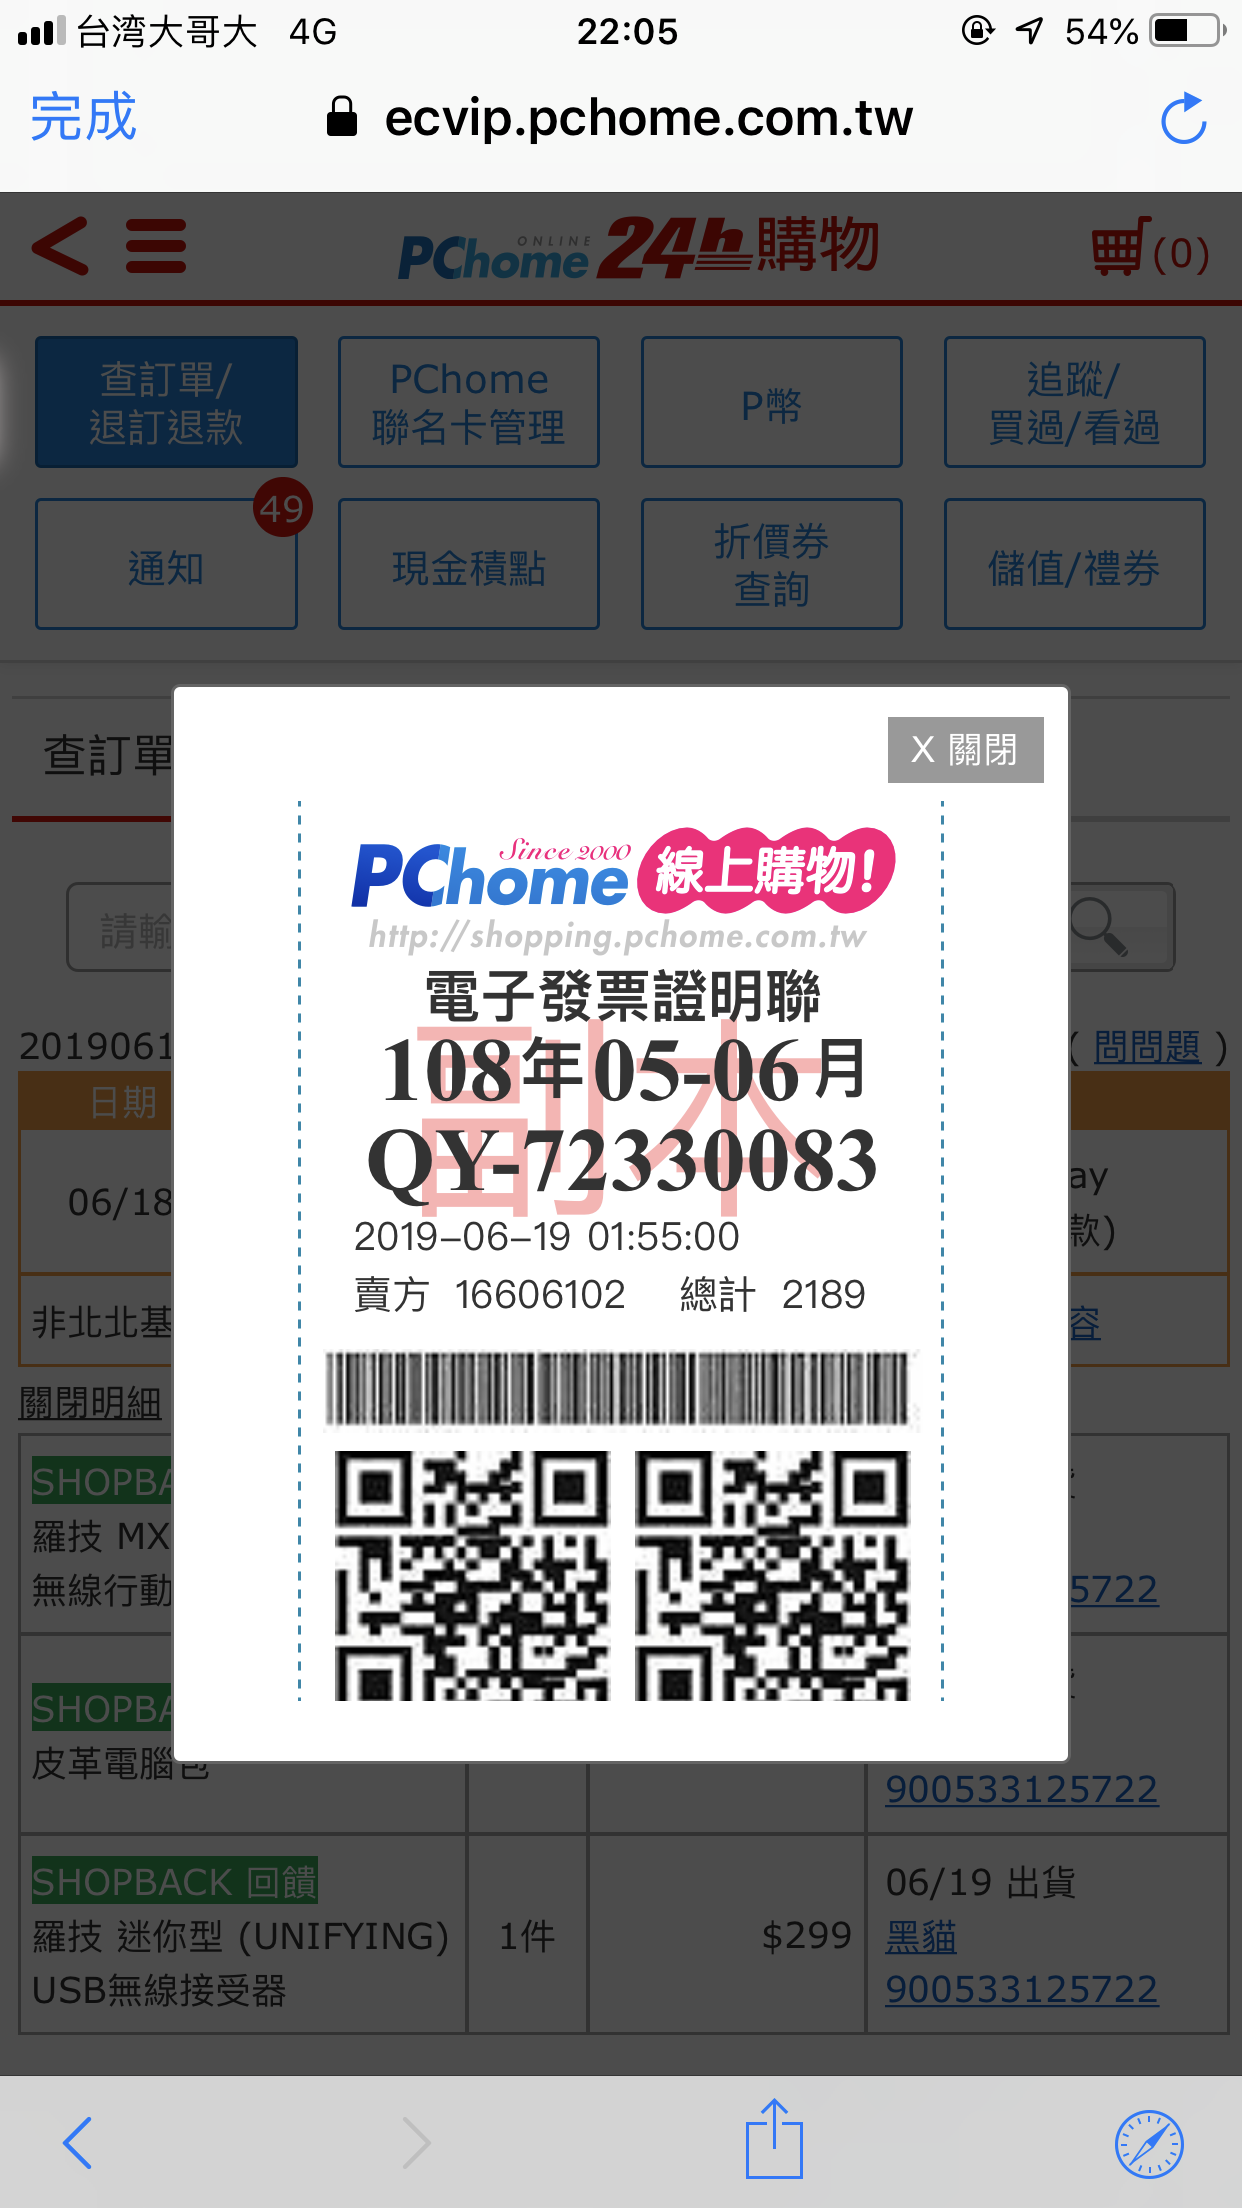 台湾大哥大 4G 22:05 54%
完成 ecvip.pchome.com.tw
PChome ONLINE 24h購物 (0)
查訂單/
退訂退款
PChome
聯名卡管理
P幣
追蹤/
買過/看過
通知 49
現金積點
折價券
查詢
儲值/禮券
查訂單
X 關閉
PChome Since 2000 線上購物!
http://shopping.pchome.com.tw
電子發票證明聯
副本
108年05-06月
QY-72330083
2019-06-19 01:55:00
賣方 16606102 總計 2189
請輸
2019061
( 問問題 )
日期
06/18
ay
款)
非北北基
容
關閉明細
SHOPBA
羅技 MX
無線行動
5722
SHOPBA
皮革電腦包
900533125722
SHOPBACK 回饋
羅技 迷你型 (UNIFYING)
USB無線接受器
1件
$299
06/19 出貨
黑貓
900533125722